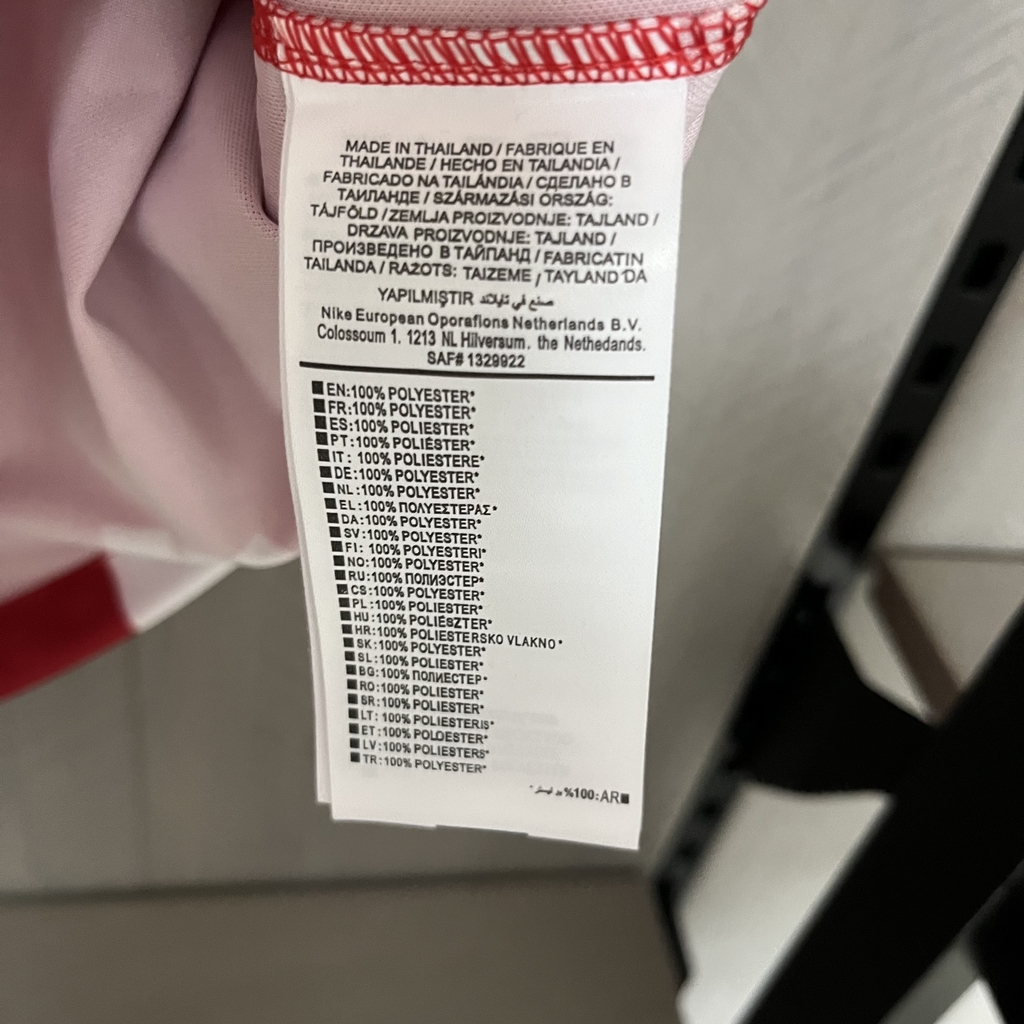 MADE IN THAILAND / FABRIQUE EN
THAILANDE / HECHO EN TAILANDIA /
FABRICADO NA TAILÂNDIA / СДЕЛАНО В
ТАИЛАНДЕ / SZÁRMAZÁSI ORSZÁG:
TÁJFÖLD / ZEMLJA PROIZVODNJE: TAJLAND /
DRZAVA PROIZVODNJE: TAJLAND /
ПРОИЗВЕДЕНО В ТАЙПАНД / FABRICATIN
TAILANDA / RAŽOTS: TAIZEME / TAYLAND'DA
YAPILMIŞTIR صنع في تايلاند
Nike European Oporafions Netherlands B.V.
Colossoum 1. 1213 NL Hilversum. the Nethedands.
SAF# 1329922
EN:100% POLYESTER*
FR:100% POLYESTER*
ES:100% POLIESTER*
PT:100% POLIÉSTER*
IT: 100% POLIESTERE*
DE:100% POLYESTER*
NL:100% POLYESTER*
EL:100% ΠΟΛΥΕΣΤΕΡΑΣ*
DA:100% POLYESTER*
SV:100% POLYESTER*
FI: 100% POLYESTERI*
NO:100% POLYESTER*
RU:100% ПОЛИЭСТЕР*
CS:100% POLYESTER*
PL:100% POLIESTER*
HU:100% POLIÉSZTER*
HR:100% POLIESTERSKO VLAKNO*
SK:100% POLYESTER*
SL:100% POLIESTER*
BG:100% ПОЛИЕСТЕР*
RO:100% POLIESTER*
SR:100% POLIESTER*
LT: 100% POLIESTERIS*
ET:100% POLOESTER*
LV:100% POLIESTERS*
TR:100% POLYESTER*
%100:AR